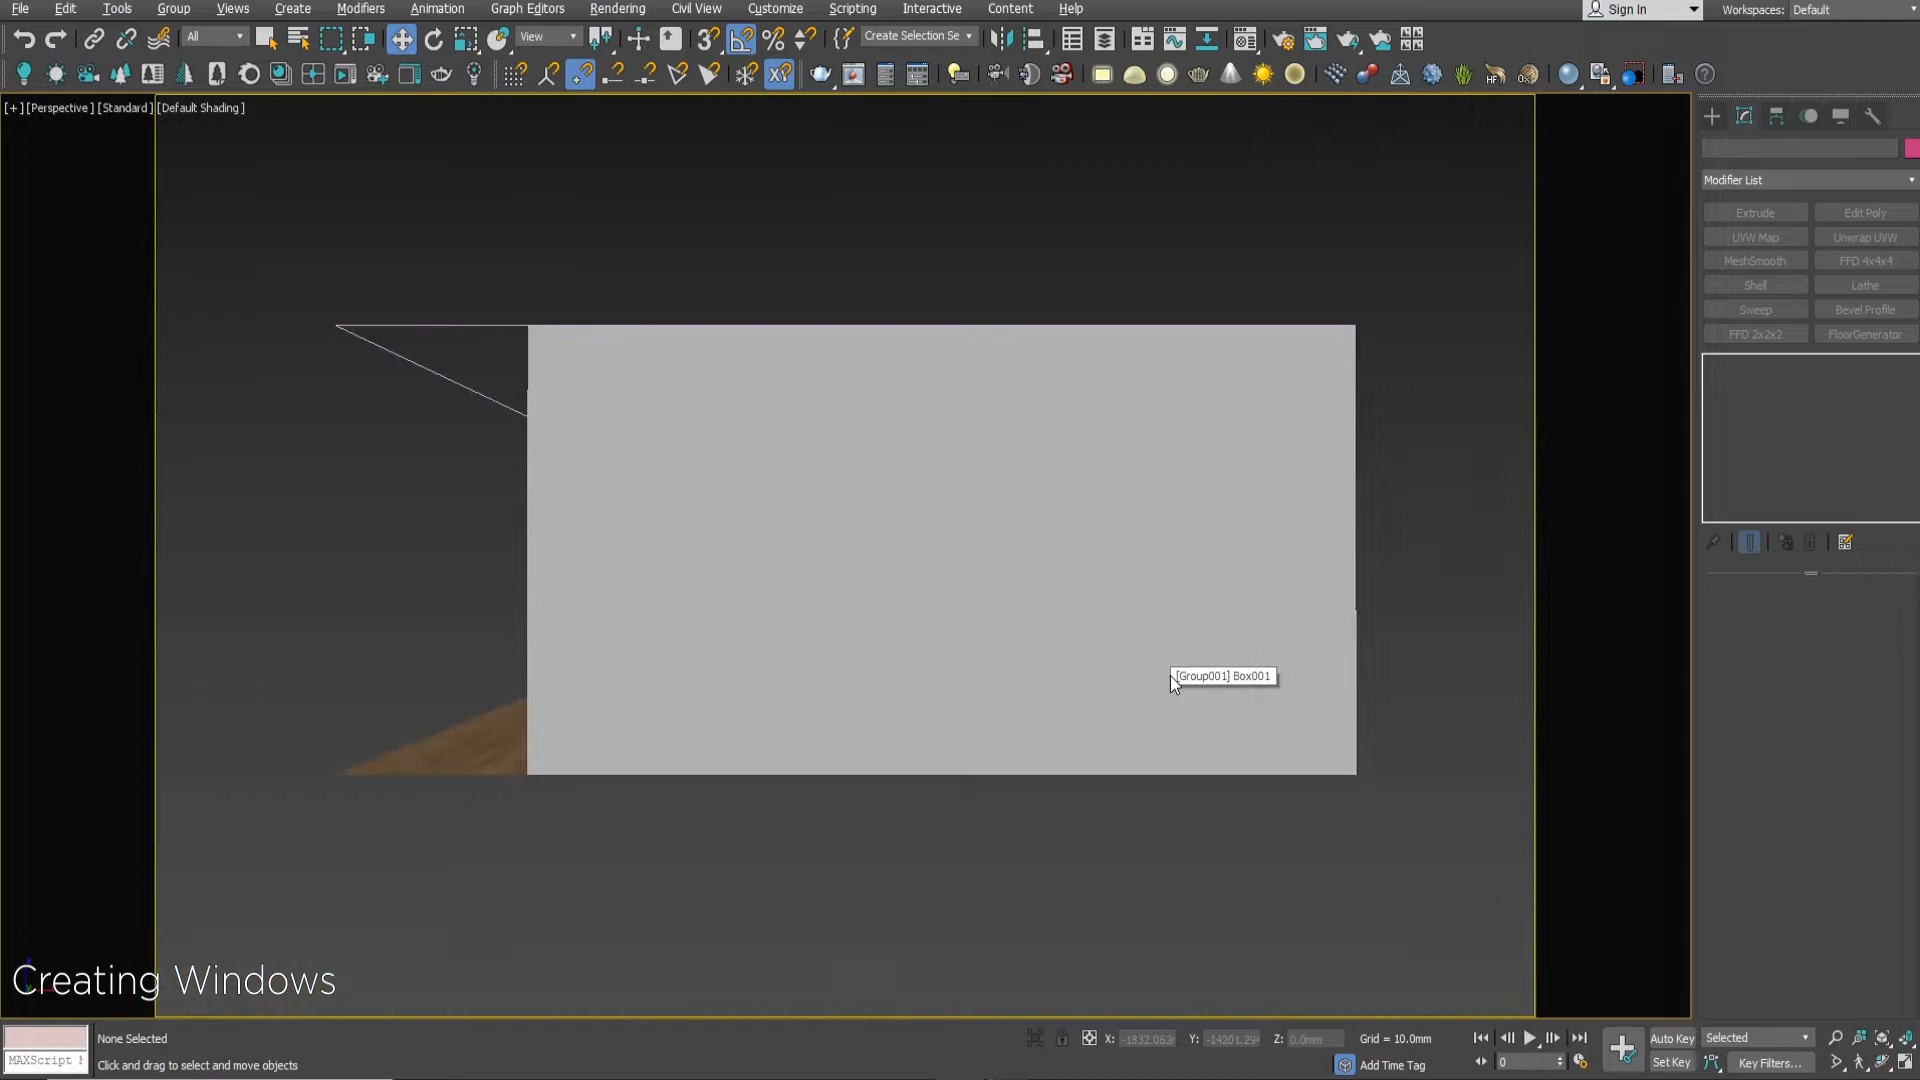 File Edit Tools Group Views Create Modifiers Animation Graph Editors Rendering Civil View Customize Scripting Interactive Content Help Sign In Workspaces: Default
All View Create Selection Se
[+] [Perspective] [Standard] [Default Shading]
Modifier List
Extrude Edit Poly
UVW Map Unwrap UVW
MeshSmooth FFD 4x4x4
Shell Lathe
Sweep Bevel Profile
FFD 2x2x2 FloorGenerator
[Group001] Box001
Creating Windows
None Selected X: Y: Z: 0.0mm Grid = 10.0mm Auto Key Selected
MAXScript Click and drag to select and move objects Add Time Tag 0 Set Key Key Filters...